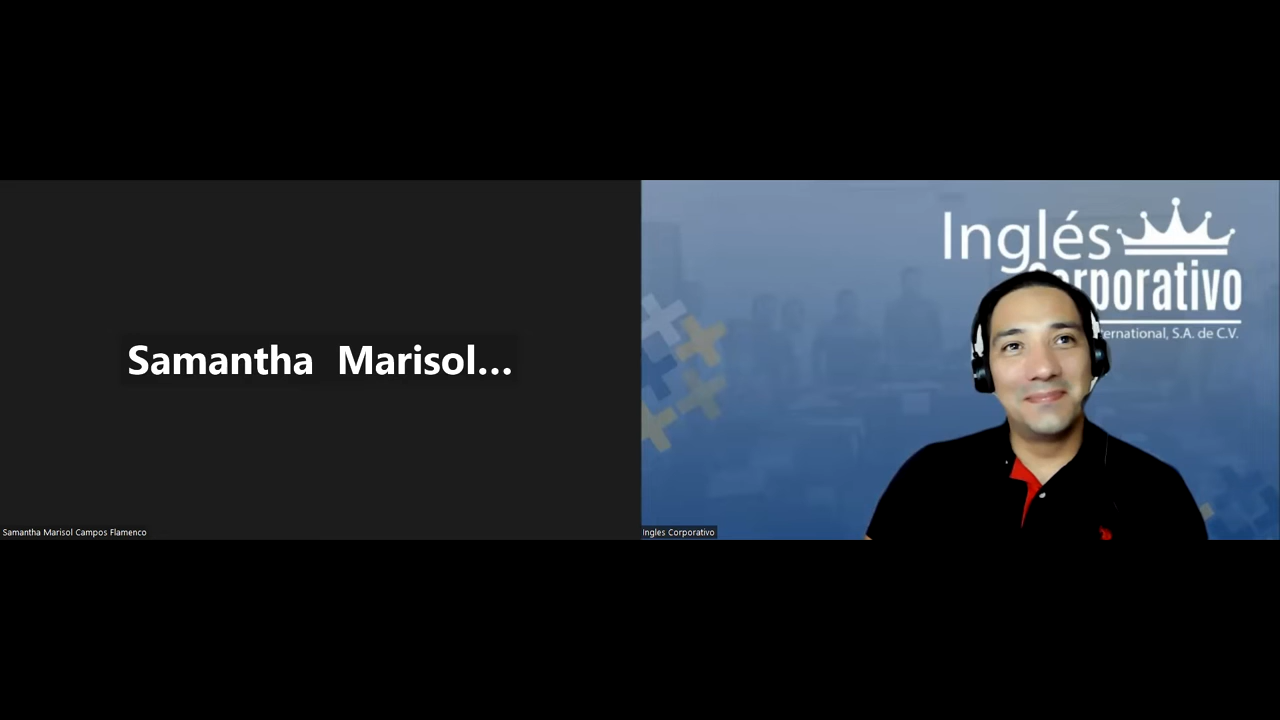 Samantha Marisol...
Samantha Marisol Campos Flamenco
Inglés
Corporativo
ernational, S.A. de C.V.
Ingles Corporativo